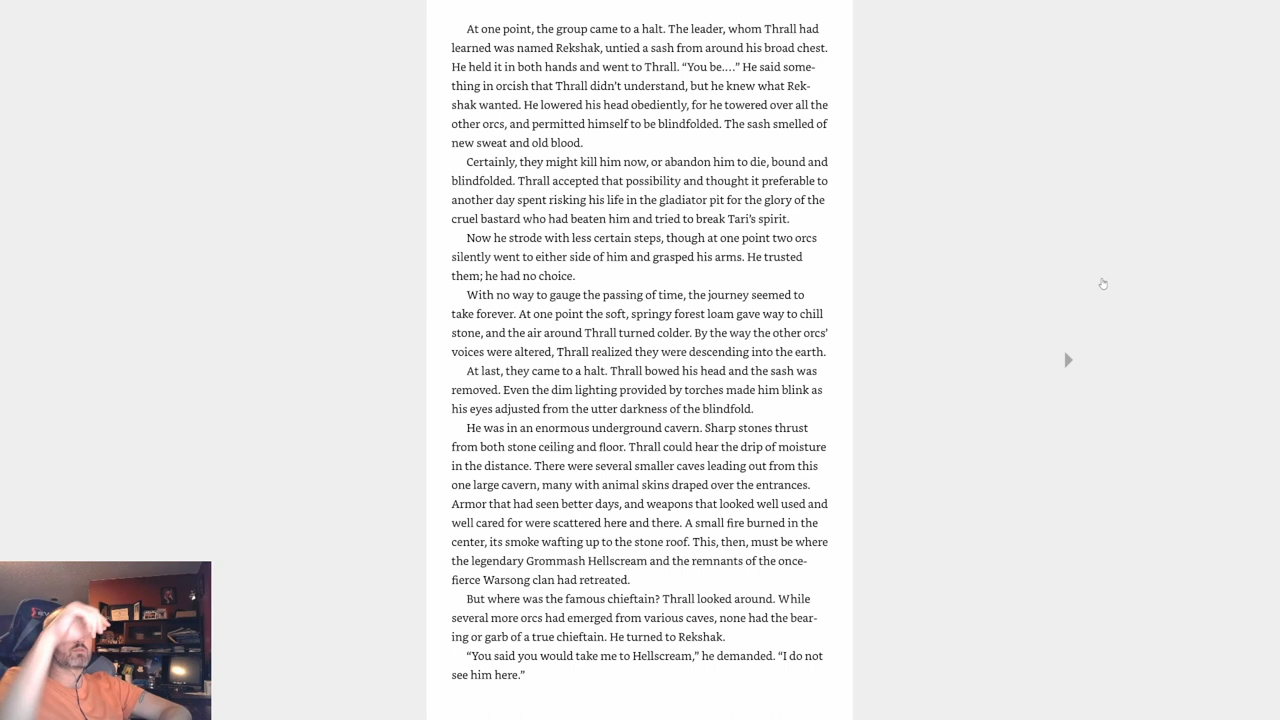 At one point, the group came to a halt. The leader, whom Thrall had
learned was named Rekshak, untied a sash from around his broad chest.
He held it in both hands and went to Thrall. “You be.…” He said some-
thing in orcish that Thrall didn’t understand, but he knew what Rek-
shak wanted. He lowered his head obediently, for he towered over all the
other orcs, and permitted himself to be blindfolded. The sash smelled of
new sweat and old blood.
Certainly, they might kill him now, or abandon him to die, bound and
blindfolded. Thrall accepted that possibility and thought it preferable to
another day spent risking his life in the gladiator pit for the glory of the
cruel bastard who had beaten him and tried to break Tari’s spirit.
Now he strode with less certain steps, though at one point two orcs
silently went to either side of him and grasped his arms. He trusted
them; he had no choice.
With no way to gauge the passing of time, the journey seemed to
take forever. At one point the soft, springy forest loam gave way to chill
stone, and the air around Thrall turned colder. By the way the other orcs’
voices were altered, Thrall realized they were descending into the earth.
At last, they came to a halt. Thrall bowed his head and the sash was
removed. Even the dim lighting provided by torches made him blink as
his eyes adjusted from the utter darkness of the blindfold.
He was in an enormous underground cavern. Sharp stones thrust
from both stone ceiling and floor. Thrall could hear the drip of moisture
in the distance. There were several smaller caves leading out from this
one large cavern, many with animal skins draped over the entrances.
Armor that had seen better days, and weapons that looked well used and
well cared for were scattered here and there. A small fire burned in the
center, its smoke wafting up to the stone roof. This, then, must be where
the legendary Grommash Hellscream and the remnants of the once-
fierce Warsong clan had retreated.
But where was the famous chieftain? Thrall looked around. While
several more orcs had emerged from various caves, none had the bear-
ing or garb of a true chieftain. He turned to Rekshak.
“You said you would take me to Hellscream,” he demanded. “I do not
see him here.”